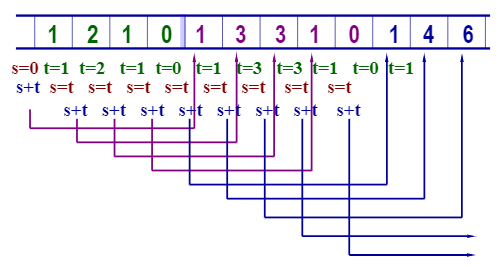 1 2 1 0 1 3 3 1 0 1 4 6
s=0 t=1 t=2 t=1 t=0 t=1 t=3 t=3 t=1 t=0 t=1
s+t s=t s=t s=t s=t s=t s=t s=t s=t
s+t s+t s+t s+t s+t s+t s+t s+t